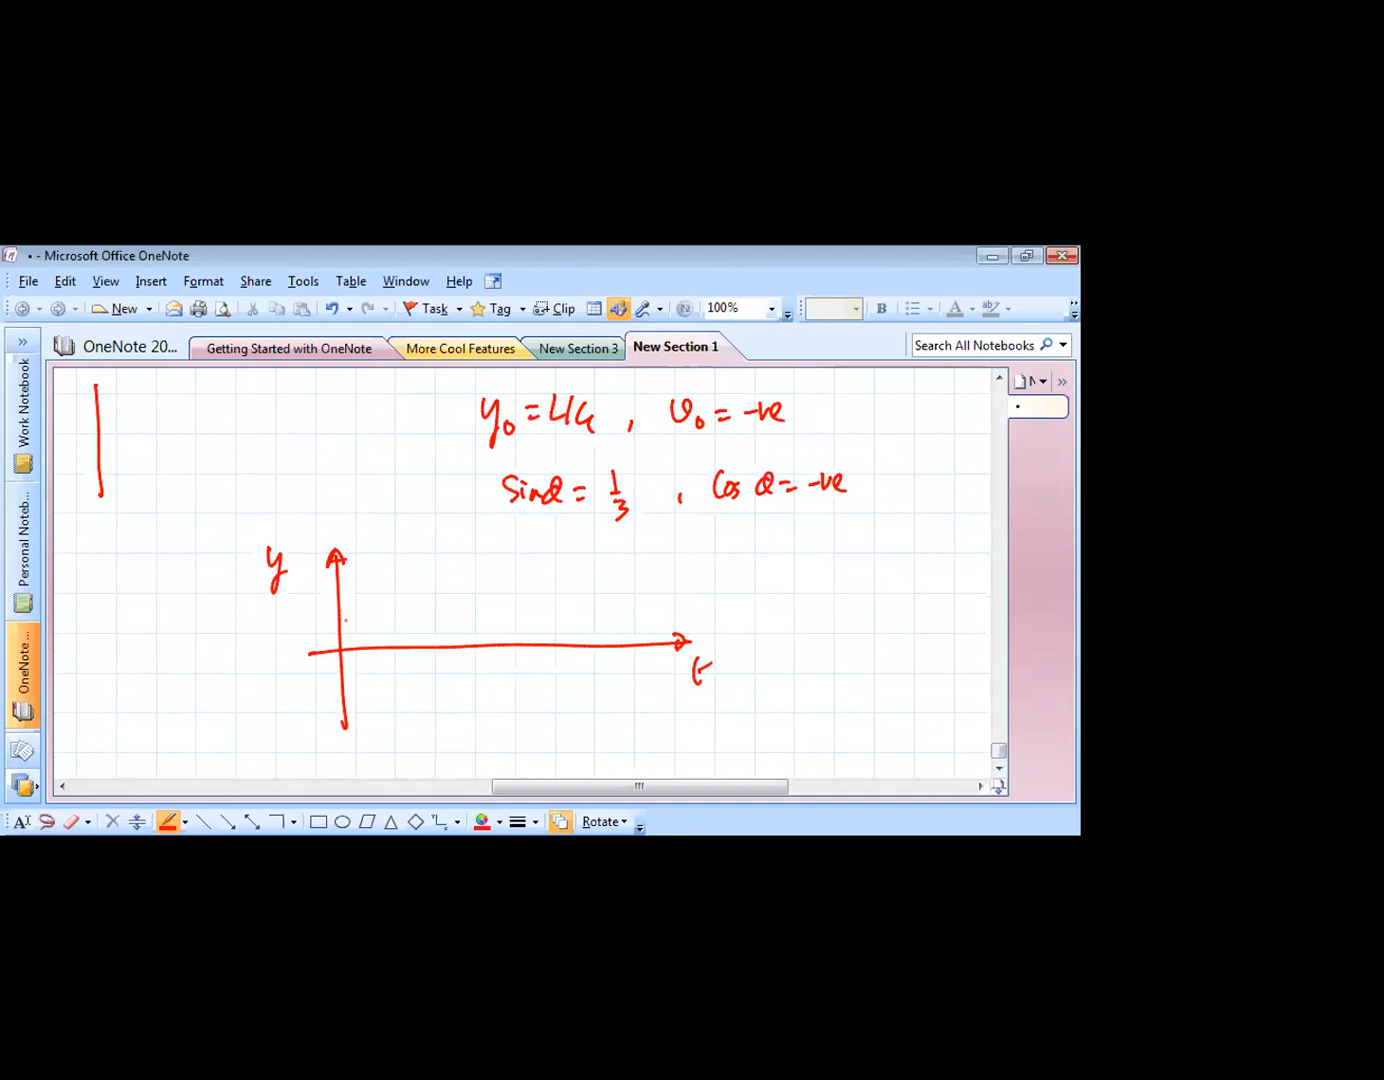 • - Microsoft Office OneNote
File Edit View Insert Format Share Tools Table Window Help
New Task Tag Clip 100% B A ab
OneNote 20... Getting Started with OneNote More Cool Features New Section 3 New Section 1 Search All Notebooks
Work Notebook
Personal Noteb...
OneNote ...
y₀ = 44 , v₀ = -ve
Sin α = 1/3 , Cos α = -ve
y
t
Rotate